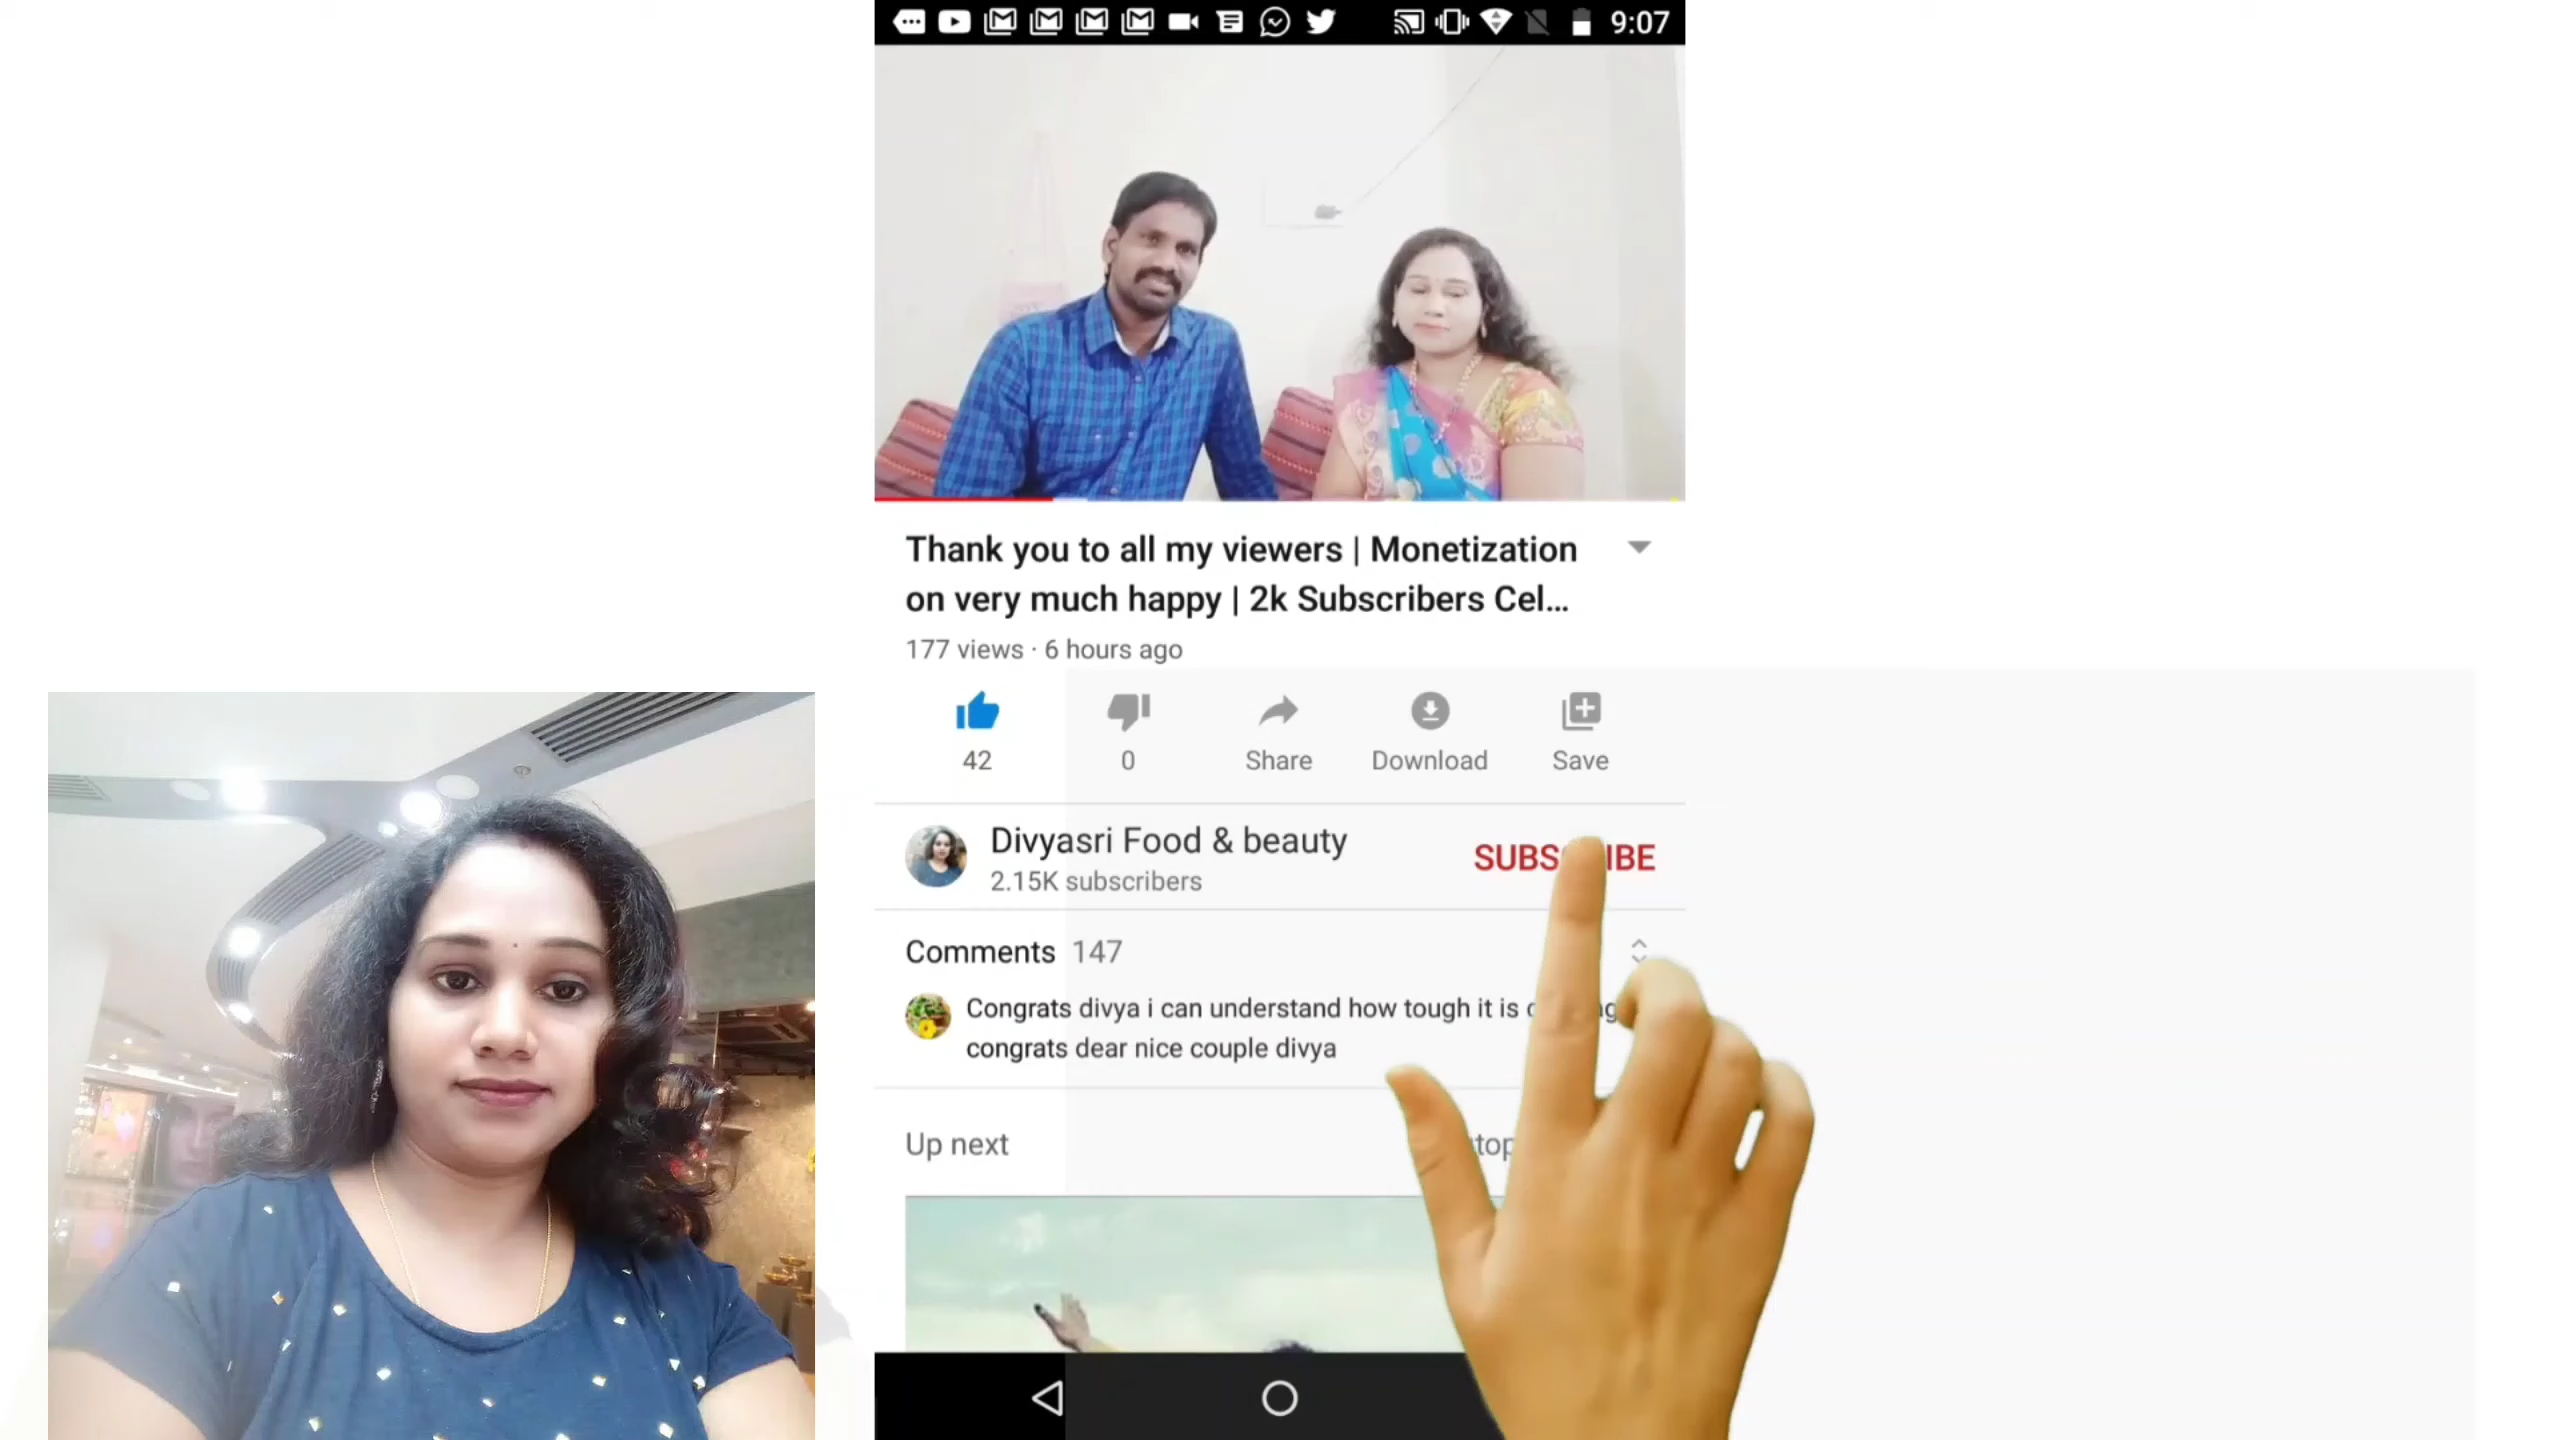 9:07
Thank you to all my viewers | Monetization
on very much happy | 2k Subscribers Cel...
177 views · 6 hours ago
42
0
Share
Download
Save
Divyasri Food & beauty
2.15K subscribers
Comments 147
Congrats divya i can understand how tough it is
congrats dear nice couple divya
Up next